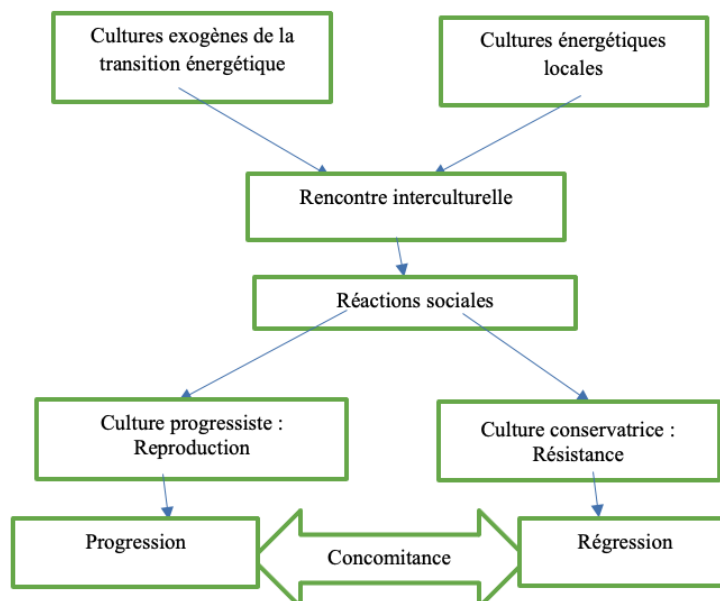 Cultures exogènes de la
transition énergétique
Cultures énergétiques
locales
Rencontre interculturelle
Réactions sociales
Culture progressiste :
Reproduction
Culture conservatrice :
Résistance
Progression
Concomitance
Régression